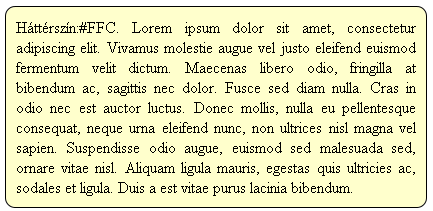 Háttérszín:#FFC. Lorem ipsum dolor sit amet, consectetur
adipiscing elit. Vivamus molestie augue vel justo eleifend euismod
fermentum velit dictum. Maecenas libero odio, fringilla at
bibendum ac, sagittis nec dolor. Fusce sed diam nulla. Cras in
odio nec est auctor luctus. Donec mollis, nulla eu pellentesque
consequat, neque urna eleifend nunc, non ultrices nisl magna vel
sapien. Suspendisse odio augue, euismod sed malesuada sed,
ornare vitae nisl. Aliquam ligula mauris, egestas quis ultricies ac,
sodales et ligula. Duis a est vitae purus lacinia bibendum.